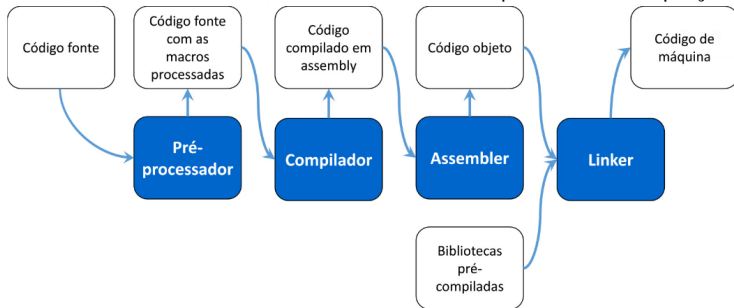 Código fonte
Código fonte
com as
macros
processadas
Código
compilado em
assembly
Código objeto
Código de
máquina
Pré-
processador
Compilador
Assembler
Linker
Bibliotecas
pré-
compiladas